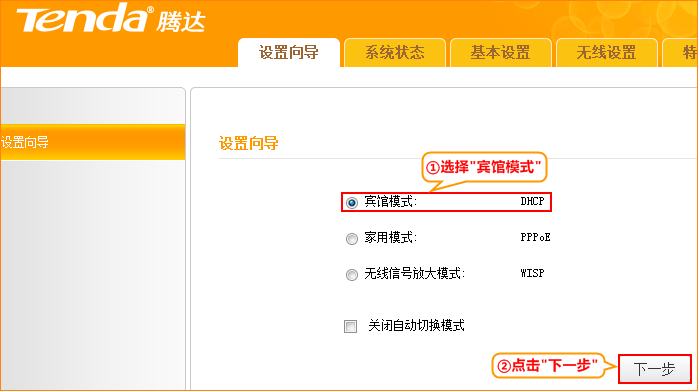 Tenda® 腾达
设置向导 系统状态 基本设置 无线设置 特
设置向导
设置向导
①选择"宾馆模式"
宾馆模式: DHCP
家用模式: PPPoE
无线信号放大模式: WISP
关闭自动切换模式
②点击"下一步"
下一步